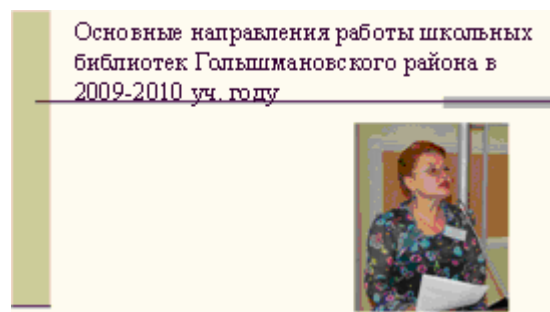 Основные направления работы школьных
библиотек Голышмановского района в
2009-2010 уч. году